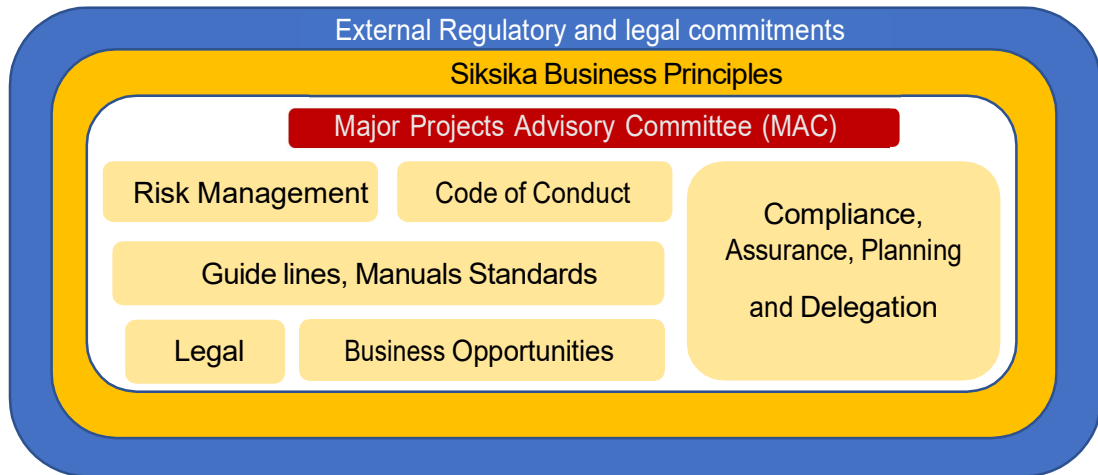 External Regulatory and legal commitments
Siksika Business Principles
Major Projects Advisory Committee (MAC)
Risk Management
Code of Conduct
Guide lines, Manuals Standards
Legal
Business Opportunities
Compliance,
Assurance, Planning
and Delegation